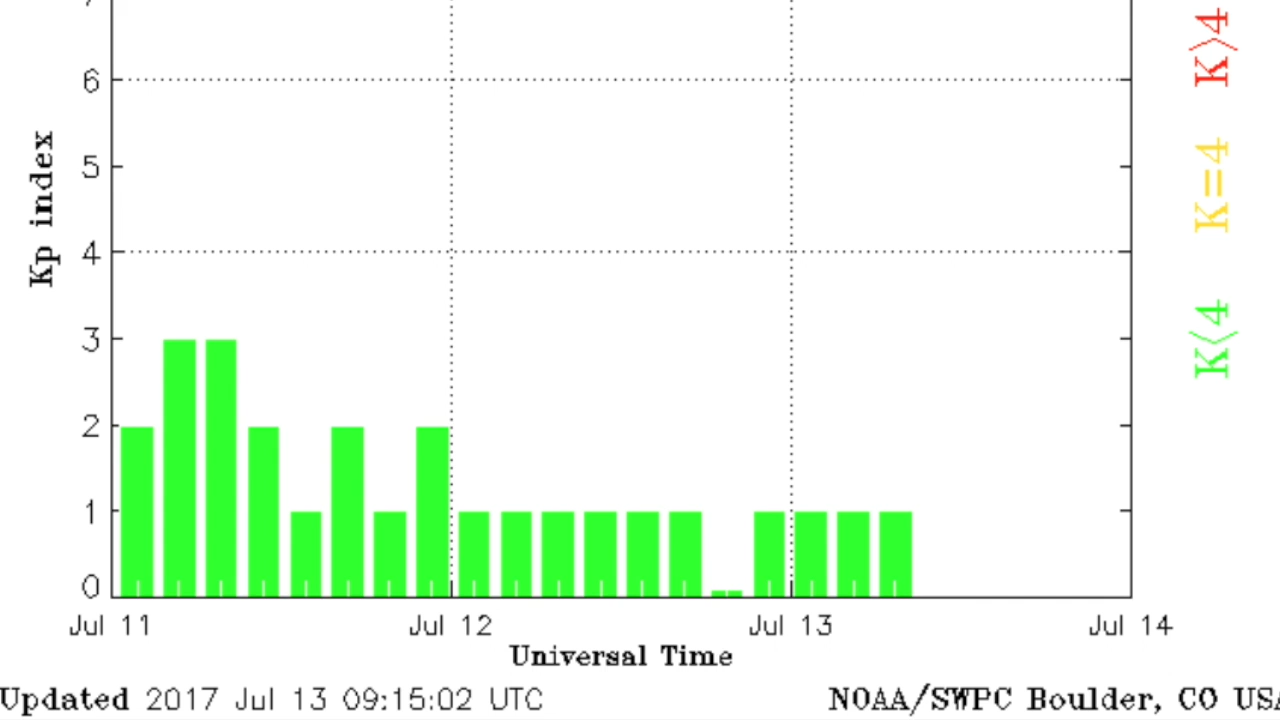 7
6
5
4
3
2
1
0
Kp index
Jul 11 Jul 12 Jul 13 Jul 14
Universal Time
Updated 2017 Jul 13 09:15:02 UTC
NOAA/SWPC Boulder, CO USA
K<4 K=4 K>4